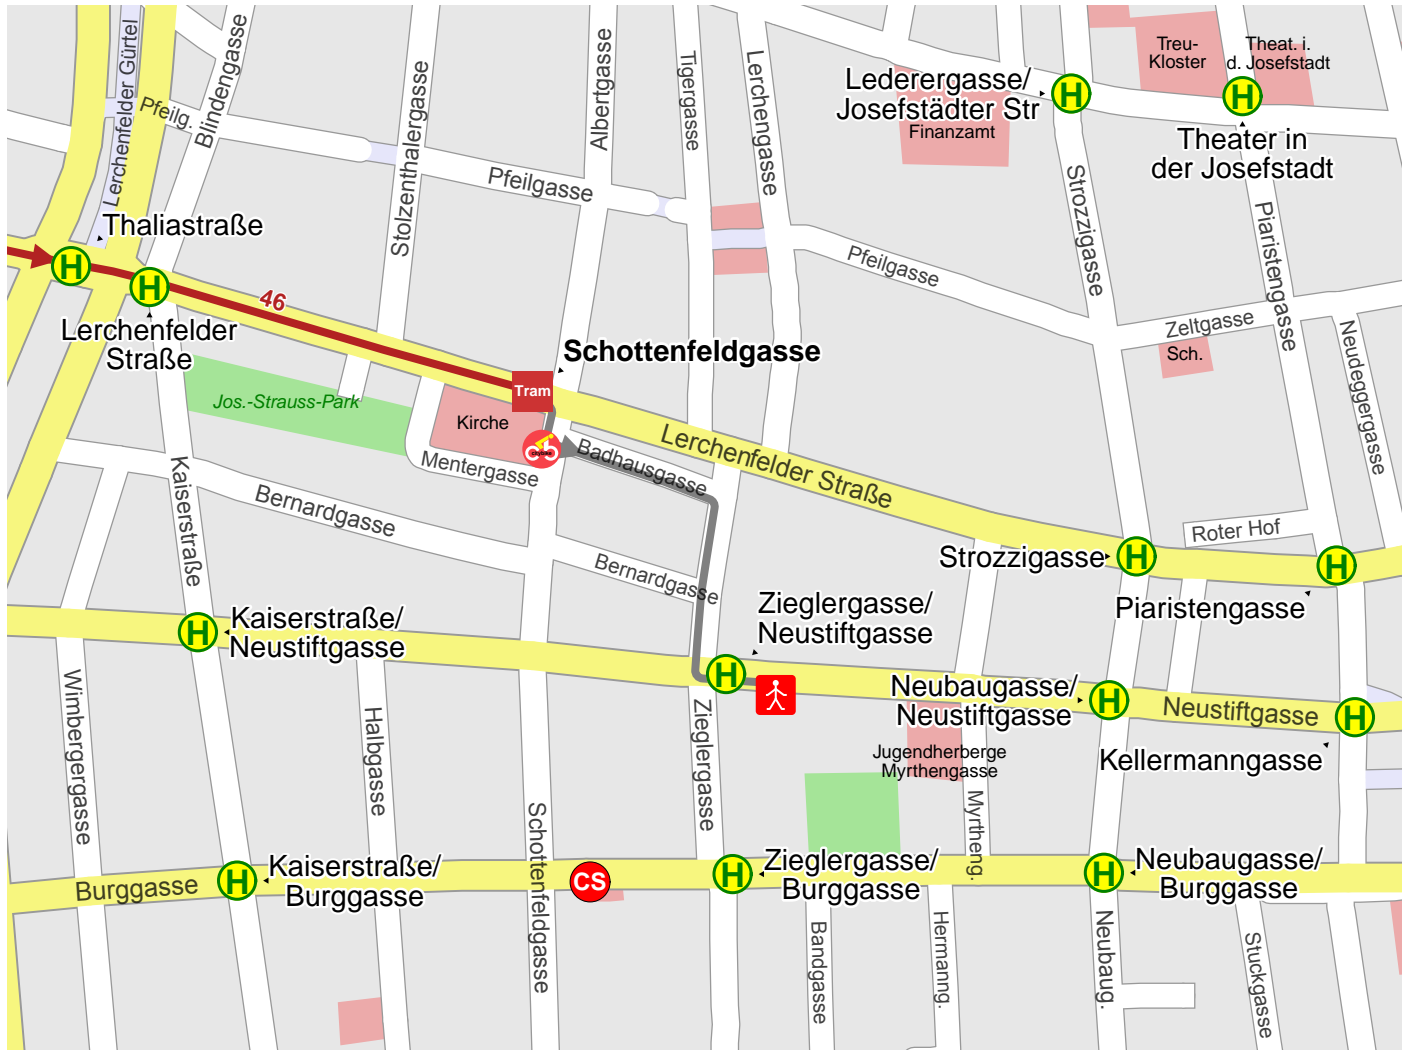 Lerchenfelder Gürtel
Blindengasse
Pfeilg.
Stolzenthalergasse
Albertgasse
Tigergasse
Lerchengasse
Lederergasse/
Josefstädter Str
Finanzamt
H
Treu-
Kloster
Theat. i.
d. Josefstadt
H
Theater in
der Josefstadt
Pfeilgasse
Strozzigasse
Piaristengasse
Thaliastraße
H
H
46
Lerchenfelder
Straße
Pfeilgasse
Zeltgasse
Sch.
Neudeggergasse
Schottenfeldgasse
Tram
Jos.-Strauss-Park
Kirche
citybike
Badhausgasse
Lerchenfelder Straße
Mentergasse
Kaiserstraße
Bernardgasse
Bernardgasse
Roter Hof
Strozzigasse
H
H
Piaristengasse
H
Kaiserstraße/
Neustiftgasse
Zieglergasse/
Neustiftgasse
H
Neubaugasse/
Neustiftgasse
H
Neustiftgasse
H
Kellermanngasse
Wimbergergasse
Halbgasse
Zieglergasse
Jugendherberge
Myrthengasse
Myrtheng.
Schottenfeldgasse
Burggasse
H
Kaiserstraße/
Burggasse
CS
H
Zieglergasse/
Burggasse
H
Neubaugasse/
Burggasse
Bandgasse
Hermanng.
Neubaug.
Stuckgasse